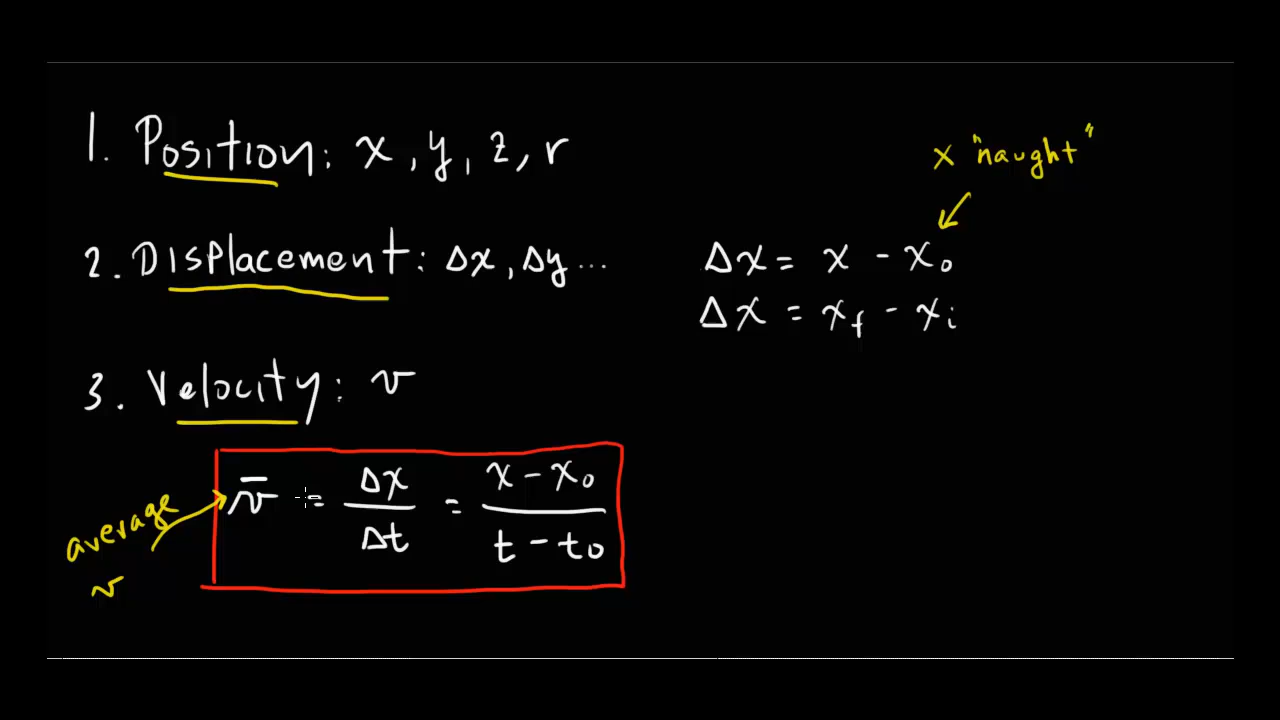 x "naught"
1. Position: x, y, z, r
2. Displacement: Δx, Δy ... Δx = x - x₀
Δx = x_f - x_i
3. Velocity: v
v̄ = Δx/Δt = (x - x₀)/(t - t₀)
average
v